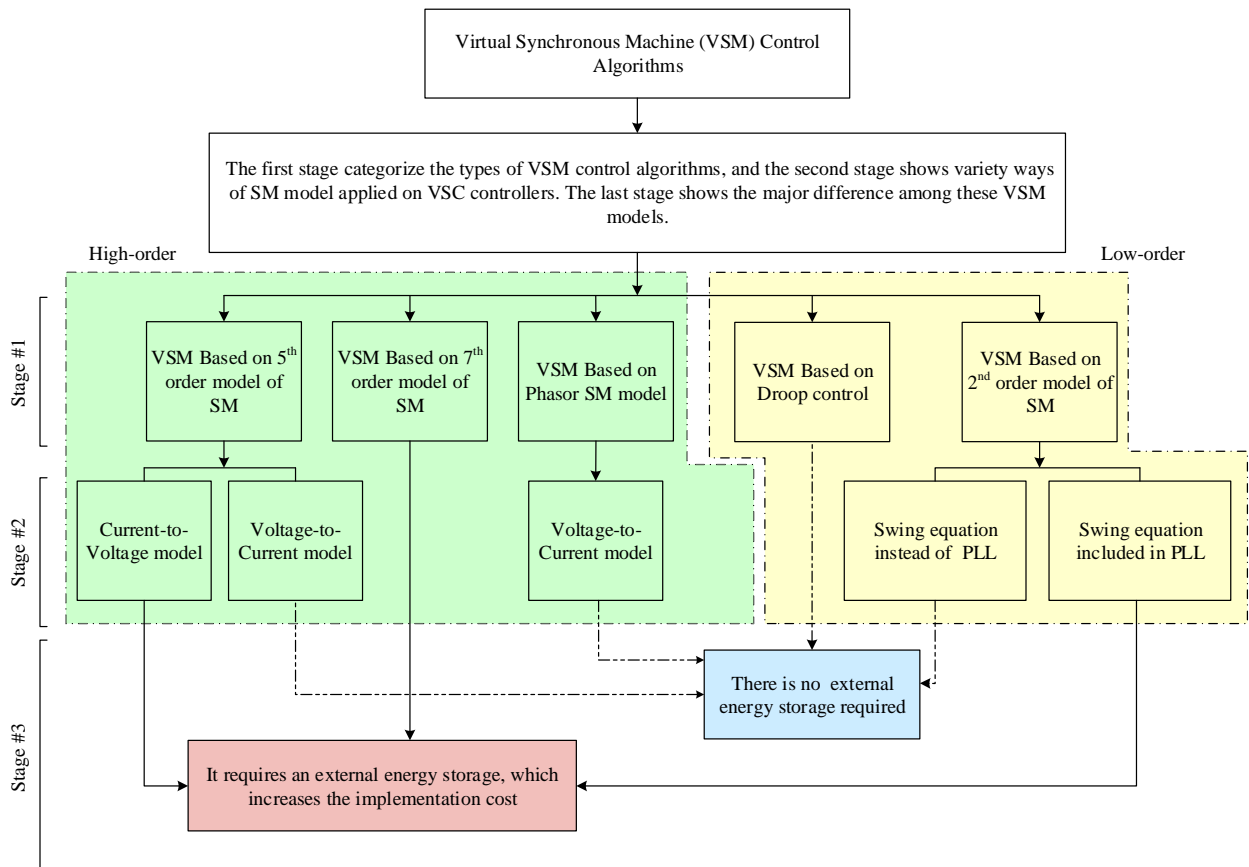 Virtual Synchronous Machine (VSM) Control
Algorithms
The first stage categorize the types of VSM control algorithms, and the second stage shows variety ways
of SM model applied on VSC controllers. The last stage shows the major difference among these VSM
models.
High-order
Low-order
Stage #1
VSM Based on 5th
order model of
SM
VSM Based on 7th
order model of
SM
VSM Based on
Phasor SM model
VSM Based on
Droop control
VSM Based on
2nd order model of
SM
Stage #2
Current-to-
Voltage model
Voltage-to-
Current model
Voltage-to-
Current model
Swing equation
instead of PLL
Swing equation
included in PLL
Stage #3
There is no external
energy storage required
It requires an external energy storage, which
increases the implementation cost